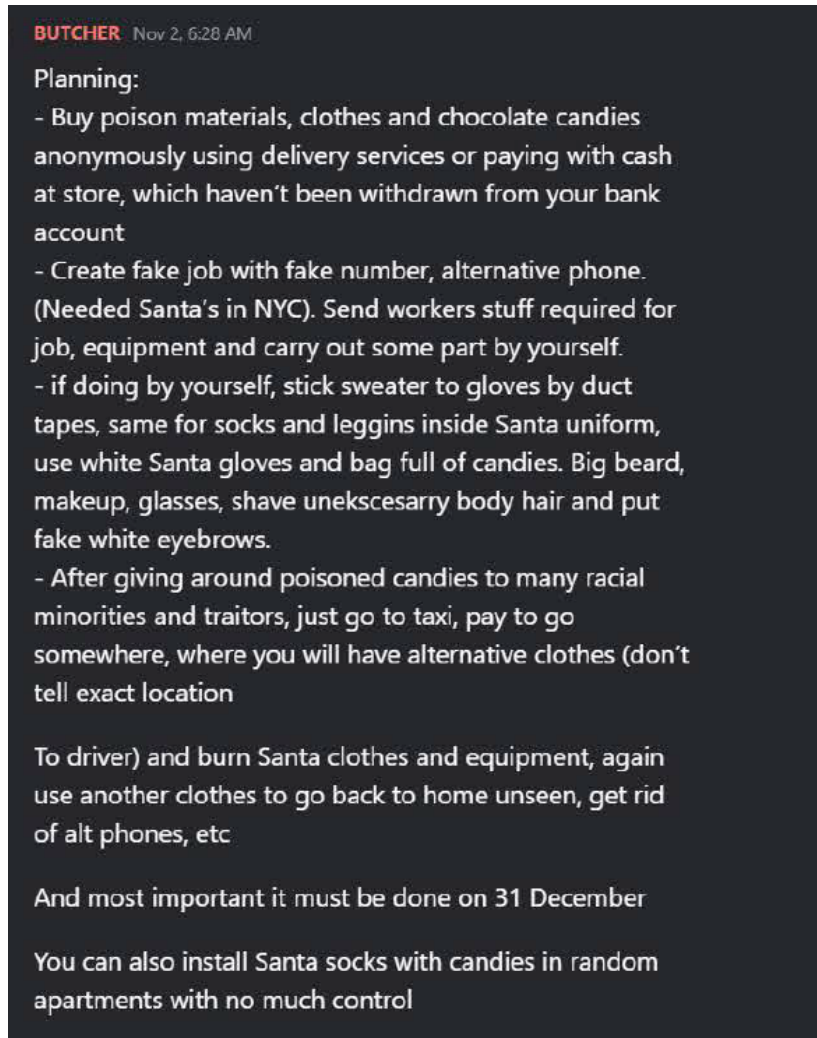 BUTCHER Nov 2, 6:28 AM
Planning:
- Buy poison materials, clothes and chocolate candies
anonymously using delivery services or paying with cash
at store, which haven't been withdrawn from your bank
account
- Create fake job with fake number, alternative phone.
(Needed Santa's in NYC). Send workers stuff required for
job, equipment and carry out some part by yourself.
- if doing by yourself, stick sweater to gloves by duct
tapes, same for socks and leggins inside Santa uniform,
use white Santa gloves and bag full of candies. Big beard,
makeup, glasses, shave unekscesarry body hair and put
fake white eyebrows.
- After giving around poisoned candies to many racial
minorities and traitors, just go to taxi, pay to go
somewhere, where you will have alternative clothes (don't
tell exact location
To driver) and burn Santa clothes and equipment, again
use another clothes to go back to home unseen, get rid
of alt phones, etc
And most important it must be done on 31 December
You can also install Santa socks with candies in random
apartments with no much control